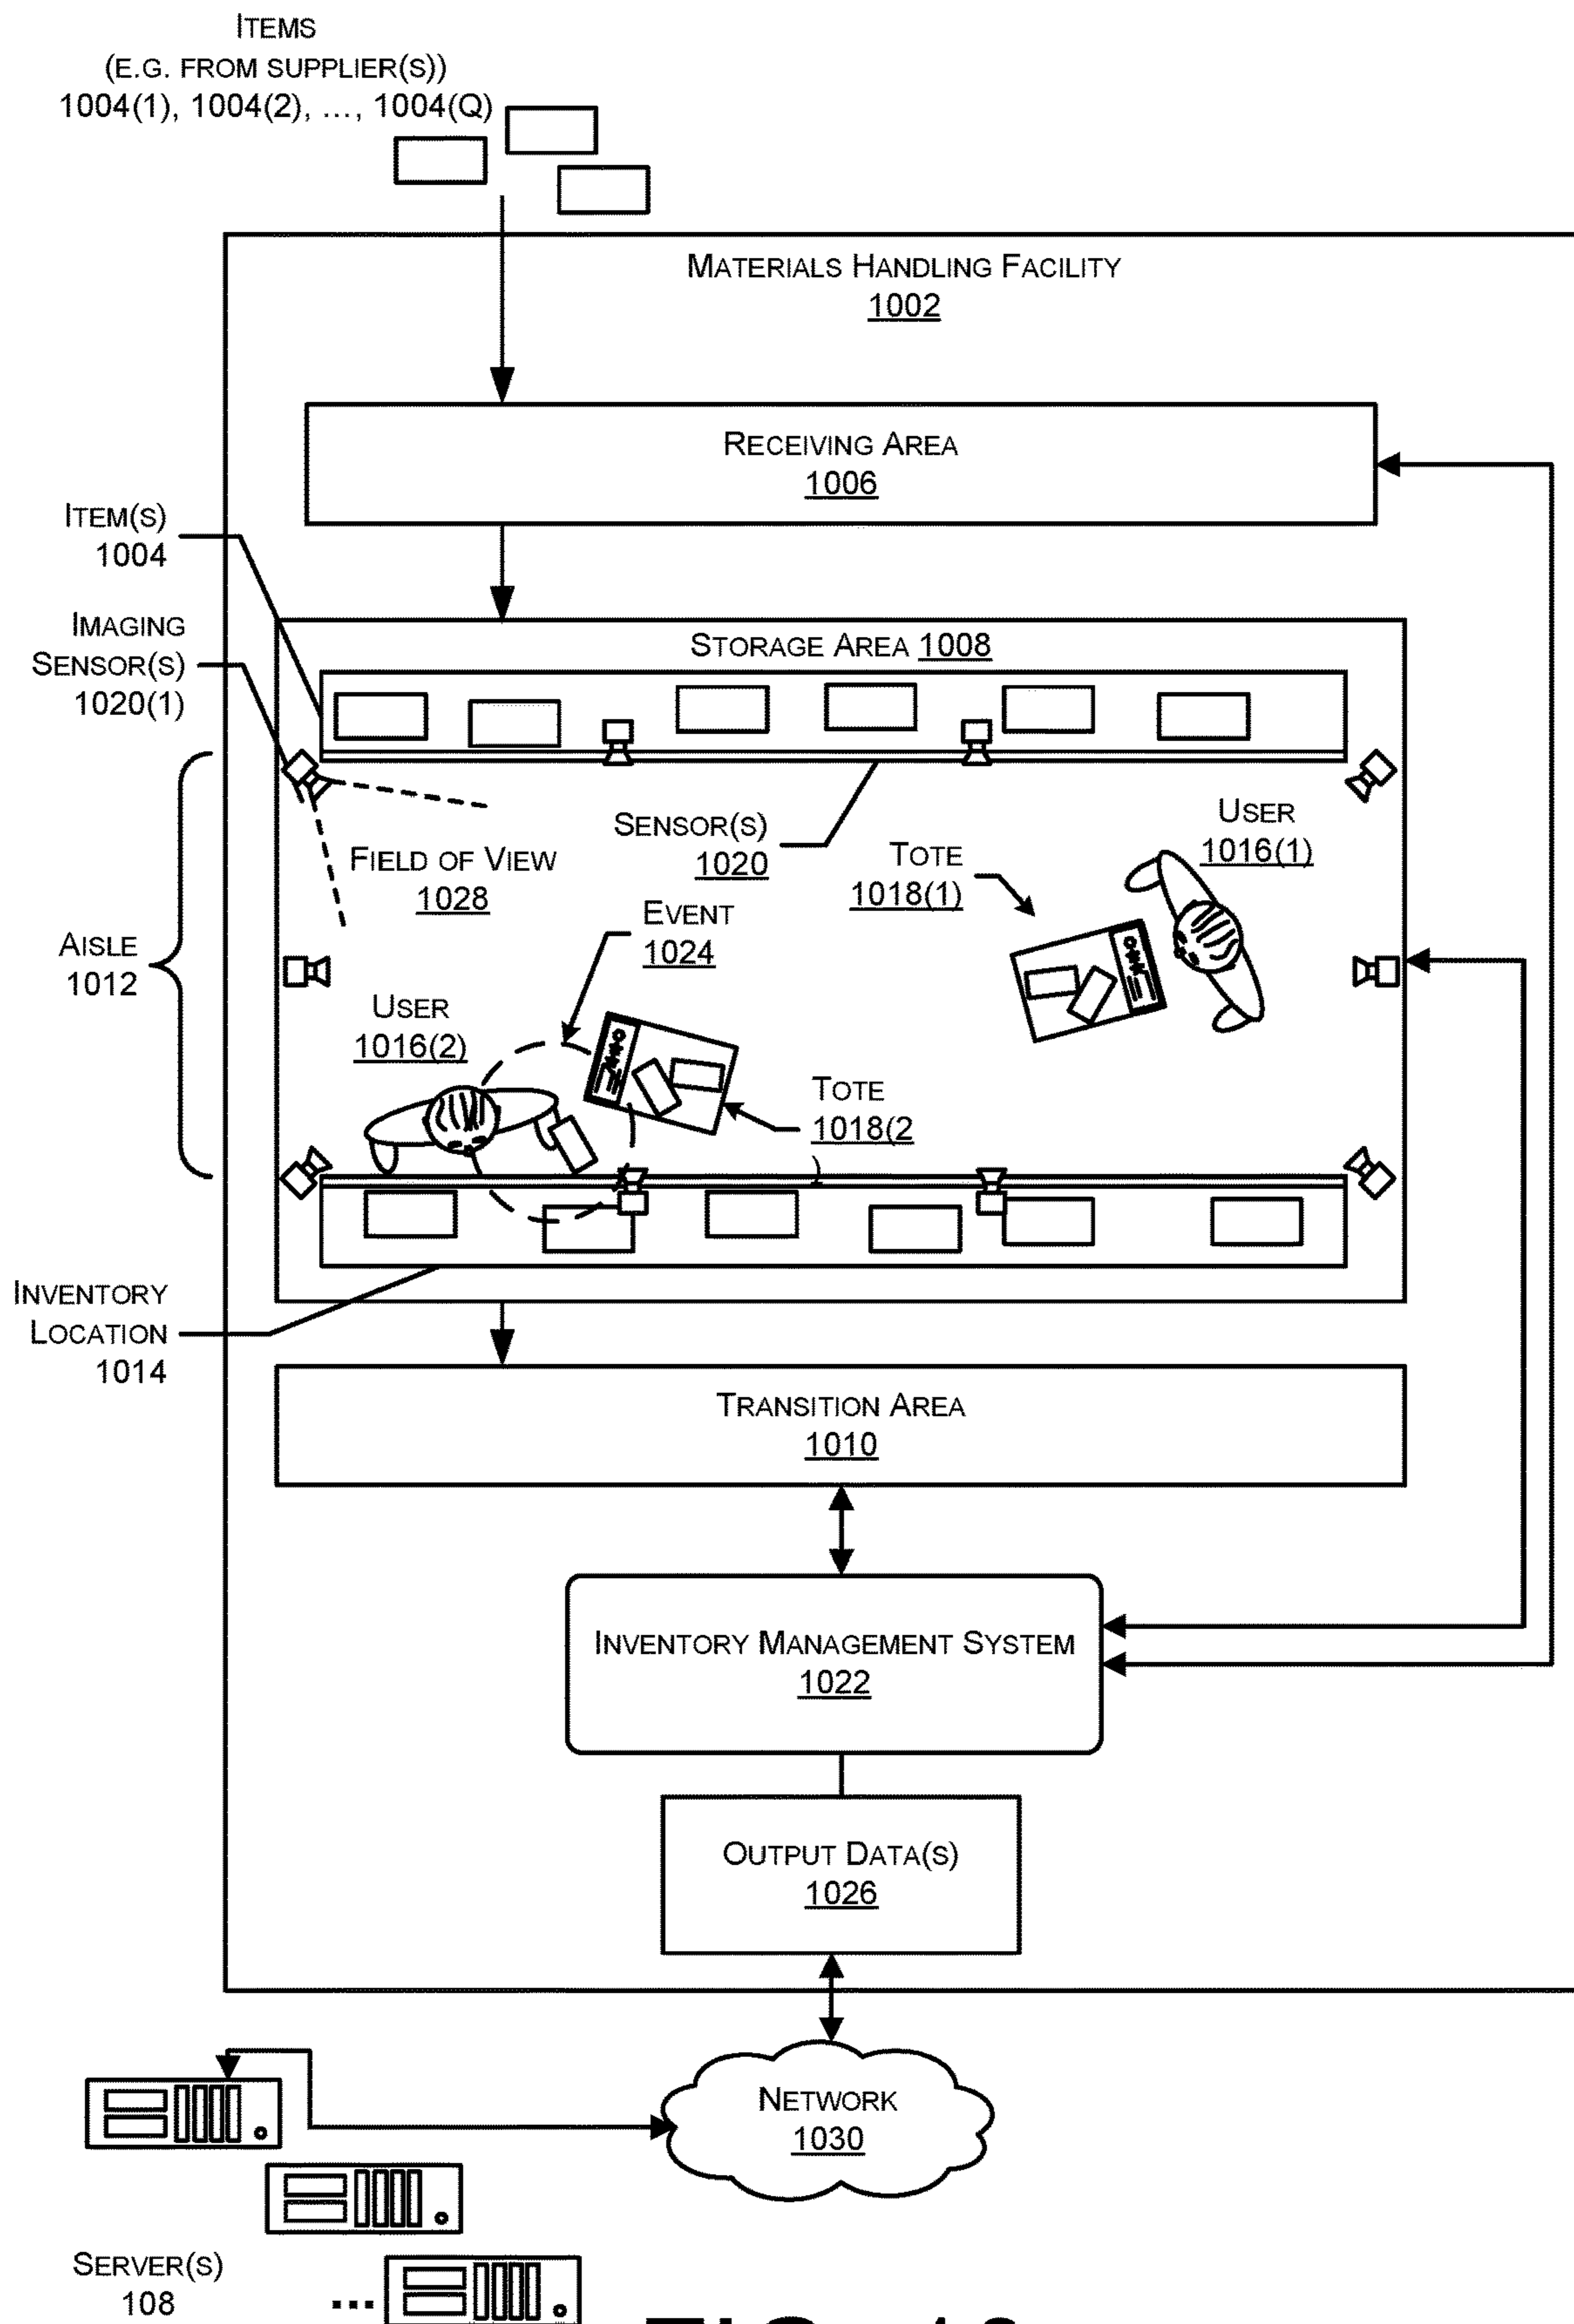 ITEMS
(E.G. FROM SUPPLIER(S))
1004(1), 1004(2), ..., 1004(Q)
MATERIALS HANDLING FACILITY
1002
RECEIVING AREA
1006
ITEM(S)
1004
IMAGING
SENSOR(S)
1020(1)
STORAGE AREA 1008
SENSOR(S)
1020
USER
1016(1)
TOTE
1018(1)
FIELD OF VIEW
1028
EVENT
1024
AISLE
1012
USER
1016(2)
TOTE
1018(2
INVENTORY
LOCATION
1014
TRANSITION AREA
1010
INVENTORY MANAGEMENT SYSTEM
1022
OUTPUT DATA(S)
1026
NETWORK
1030
SERVER(S)
108
...